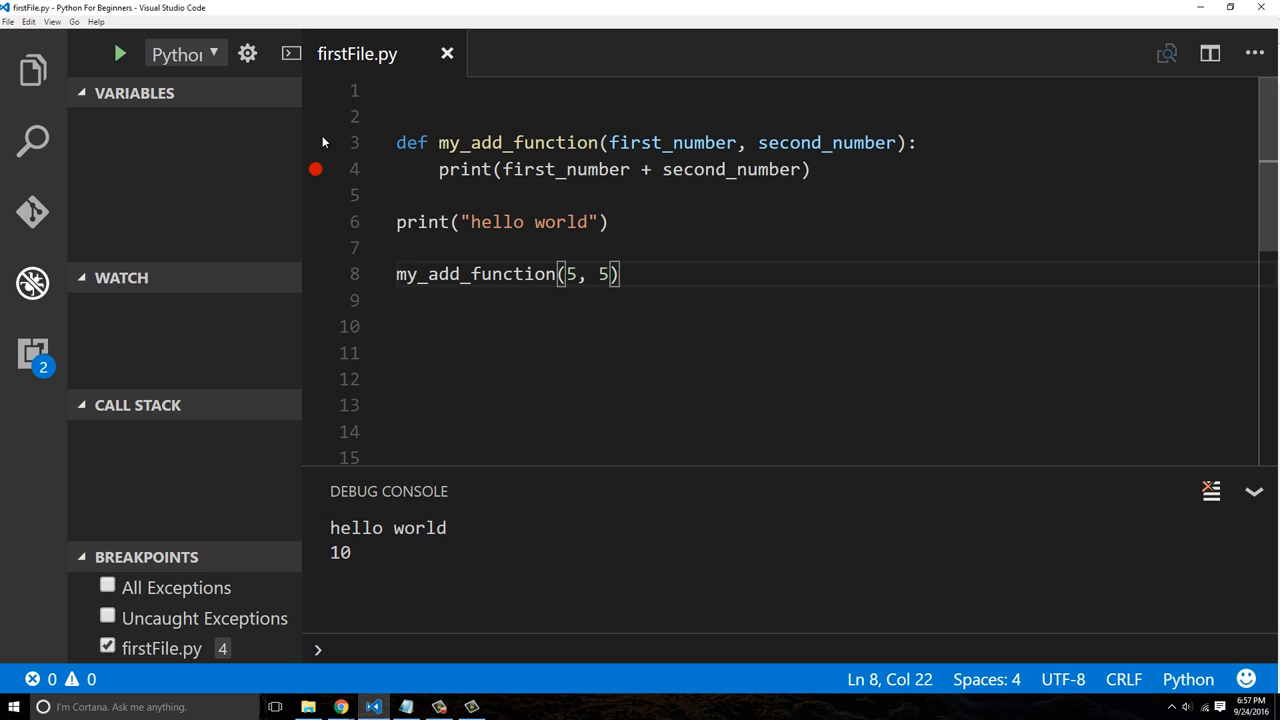 firstFile.py - Python For Beginners - Visual Studio Code
File Edit View Go Help
Python
firstFile.py
VARIABLES
WATCH
CALL STACK
BREAKPOINTS
All Exceptions
Uncaught Exceptions
firstFile.py 4
2
1
2
3 def my_add_function(first_number, second_number):
4 print(first_number + second_number)
5
6 print("hello world")
7
8 my_add_function(5, 5)
9
10
11
12
13
14
15
DEBUG CONSOLE
hello world
10
0 0
Ln 8, Col 22 Spaces: 4 UTF-8 CRLF Python
I'm Cortana. Ask me anything.
6:57 PM
9/24/2016